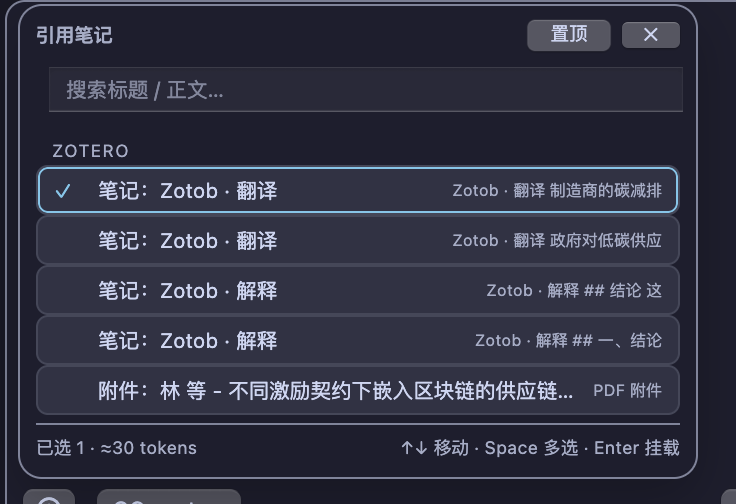 引用笔记 置顶 ×
搜索标题 / 正文...
ZOTERO
✓ 笔记：Zotob · 翻译 Zotob · 翻译 制造商的碳减排
笔记：Zotob · 翻译 Zotob · 翻译 政府对低碳供应
笔记：Zotob · 解释 Zotob · 解释 ## 结论 这
笔记：Zotob · 解释 Zotob · 解释 ## 一、结论
附件：林 等 - 不同激励契约下嵌入区块链的供应链... PDF 附件
已选 1 · ≈30 tokens ↑↓ 移动 · Space 多选 · Enter 挂载